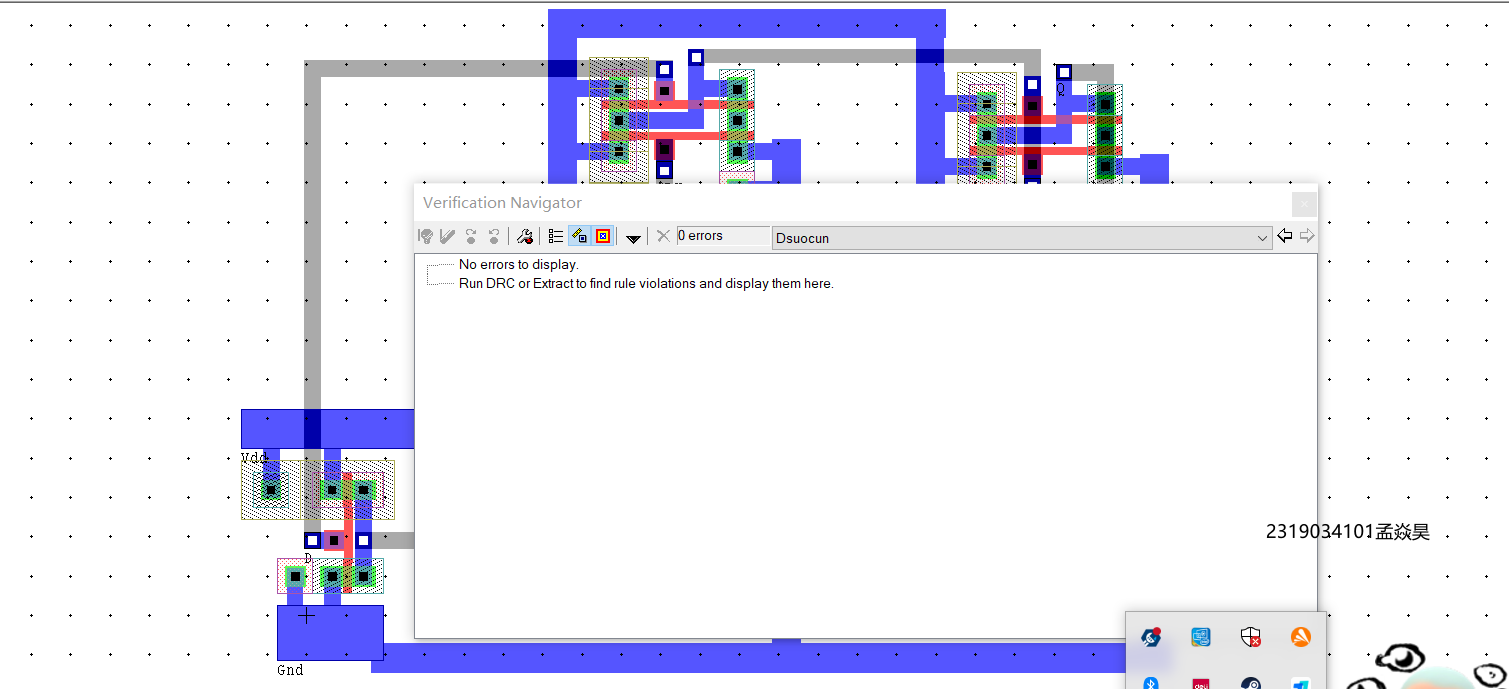 Q
Verification Navigator
0 errors
Dsuocun
No errors to display.
Run DRC or Extract to find rule violations and display them here.
Vdd
2319034101孟焱昊
D
Gnd
deli